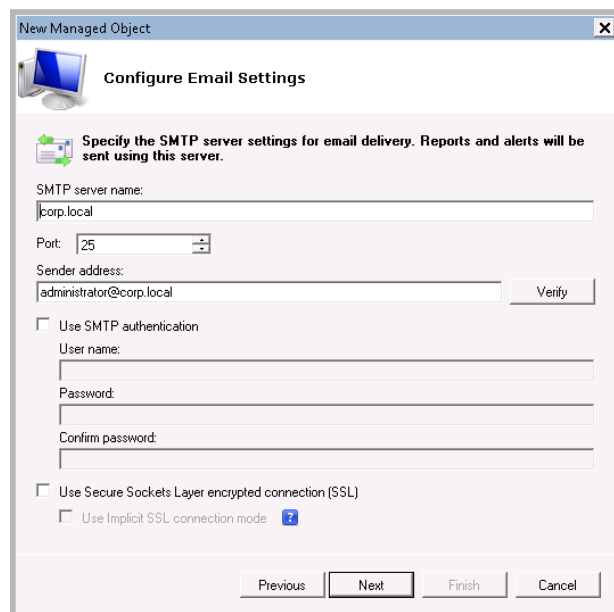 New Managed Object
Configure Email Settings
Specify the SMTP server settings for email delivery. Reports and alerts will be
sent using this server.
SMTP server name:
corp.local
Port: 25
Sender address:
administrator@corp.local Verify
Use SMTP authentication
User name:
Password:
Confirm password:
Use Secure Sockets Layer encrypted connection (SSL)
Use Implicit SSL connection mode ?
Previous Next Finish Cancel